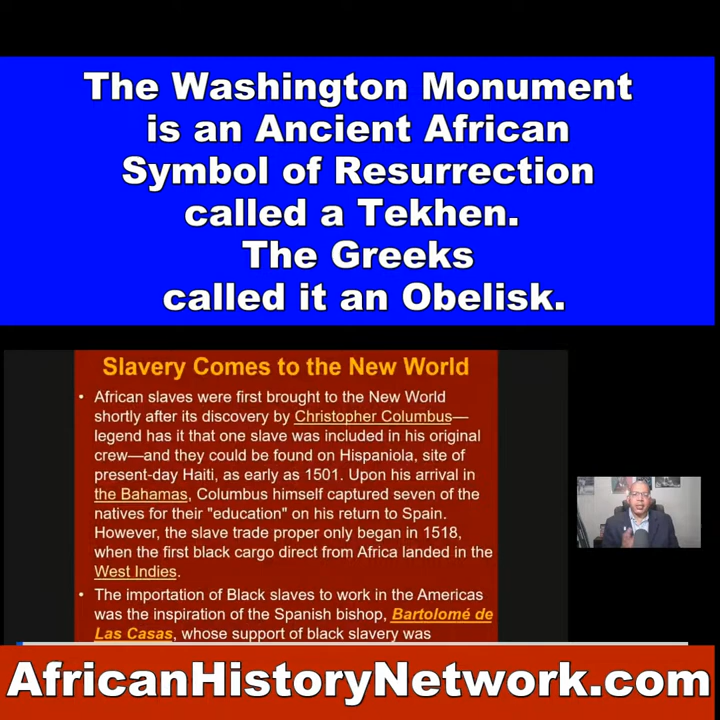 The Washington Monument
is an Ancient African
Symbol of Resurrection
called a Tekhen.
The Greeks
called it an Obelisk.
Slavery Comes to the New World
• African slaves were first brought to the New World
shortly after its discovery by Christopher Columbus—
legend has it that one slave was included in his original
crew—and they could be found on Hispaniola, site of
present-day Haiti, as early as 1501. Upon his arrival in
the Bahamas, Columbus himself captured seven of the
natives for their "education" on his return to Spain.
However, the slave trade proper only began in 1518,
when the first black cargo direct from Africa landed in the
West Indies.
• The importation of Black slaves to work in the Americas
was the inspiration of the Spanish bishop, Bartolomé de
Las Casas, whose support of black slavery was
AfricanHistoryNetwork.com